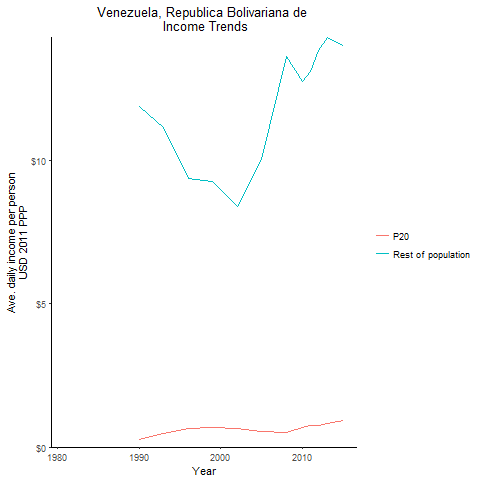 Venezuela, Republica Bolivariana de
Income Trends
Ave. daily income per person
USD 2011 PPP
$10
$5
$0
1980
1990
2000
2010
Year
P20
Rest of population